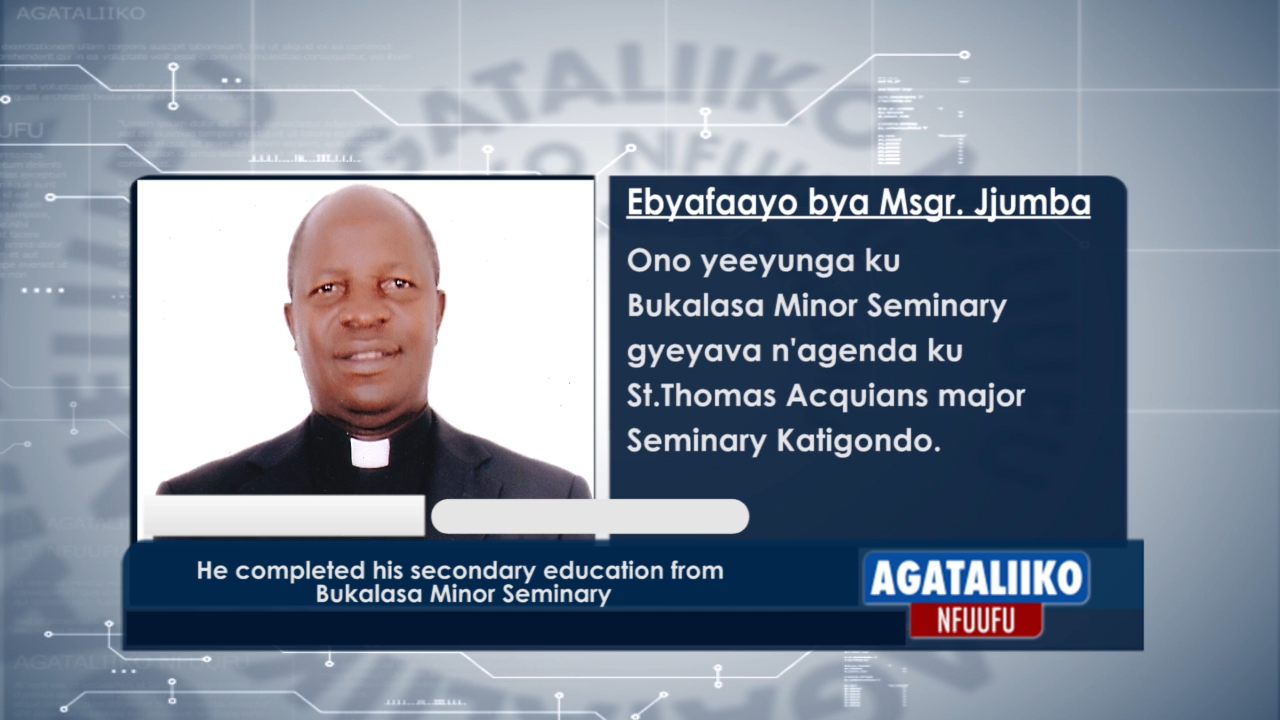 AGATALIIKO
Ebyafaayo bya Msgr. Jjumba
Ono yeeyunga ku
Bukalasa Minor Seminary
gyeyava n'agenda ku
St.Thomas Acquians major
Seminary Katigondo.
He completed his secondary education from
Bukalasa Minor Seminary
AGATALIIKO
NFUUFU